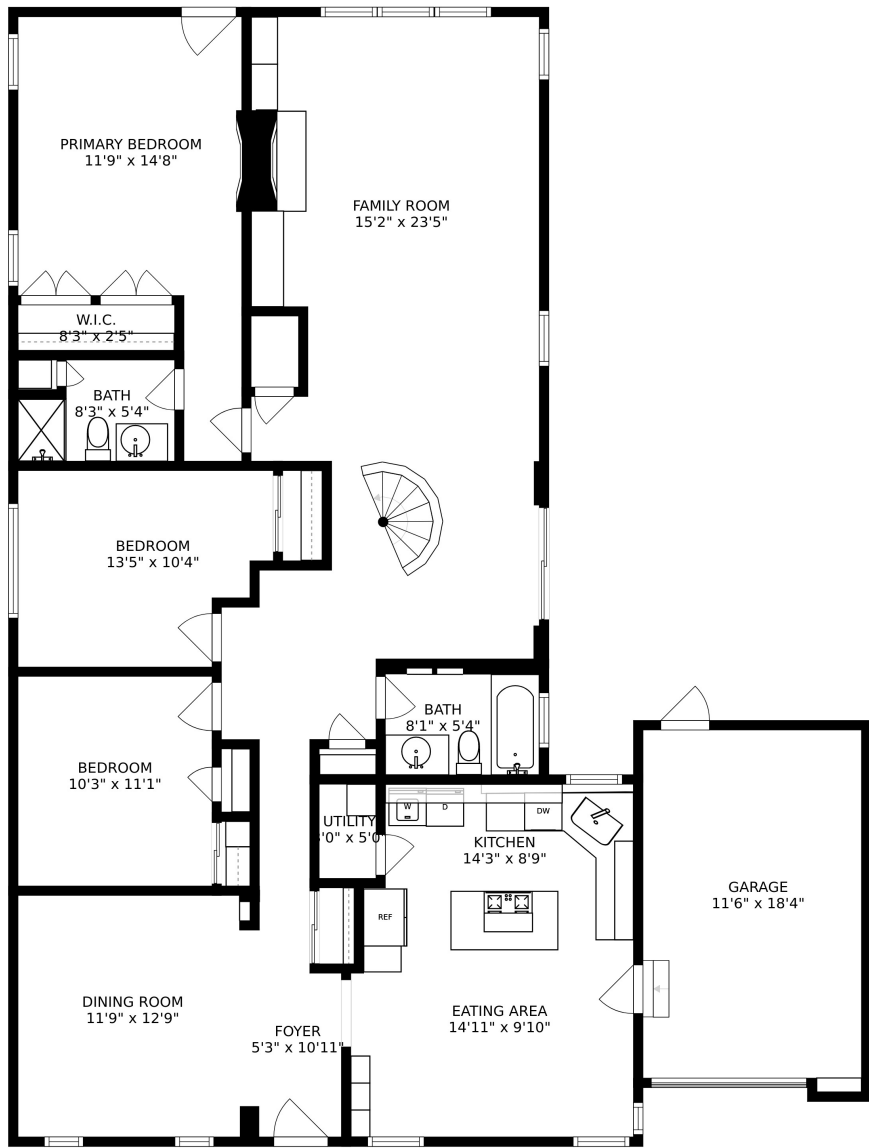 PRIMARY BEDROOM
11'9" x 14'8"
FAMILY ROOM
15'2" x 23'5"
W.I.C.
8'3" x 2'5"
BATH
8'3" x 5'4"
BEDROOM
13'5" x 10'4"
BATH
8'1" x 5'4"
BEDROOM
10'3" x 11'1"
UTILITY
'0" x 5'0"
W
D
DW
KITCHEN
14'3" x 8'9"
GARAGE
11'6" x 18'4"
REF
DINING ROOM
11'9" x 12'9"
FOYER
5'3" x 10'11"
EATING AREA
14'11" x 9'10"